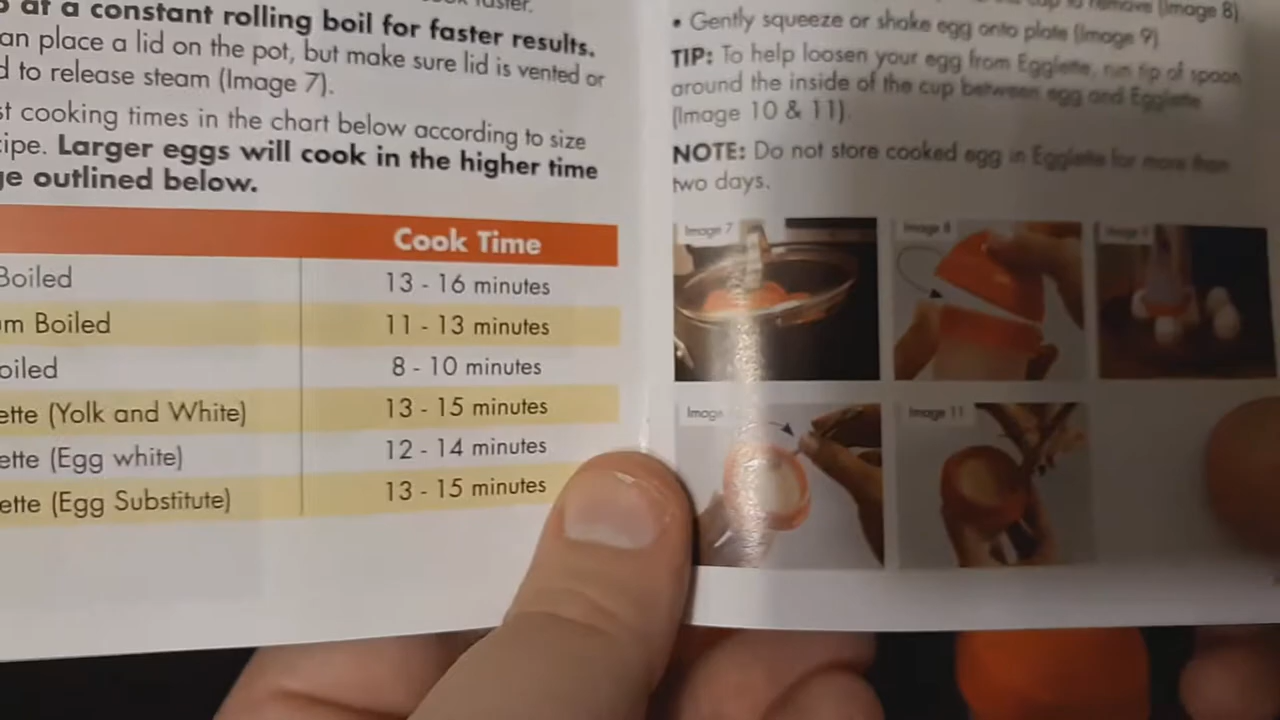 at a constant rolling boil for faster results.
an place a lid on the pot, but make sure lid is vented or
d to release steam (Image 7).
st cooking times in the chart below according to size
ipe. Larger eggs will cook in the higher time
ge outlined below.
Cook Time
Boiled 13 - 16 minutes
m Boiled 11 - 13 minutes
oiled 8 - 10 minutes
ette (Yolk and White) 13 - 15 minutes
ette (Egg white) 12 - 14 minutes
ette (Egg Substitute) 13 - 15 minutes
to remove (Image 8)
• Gently squeeze or shake egg onto plate (Image 9)
TIP: To help loosen your egg from Egglette, run tip of spoon
around the inside of the cup between egg and Egglette
(Image 10 & 11).
NOTE: Do not store cooked egg in Egglette for more than
two days.
Image 7
Image 8
Image
Image 11